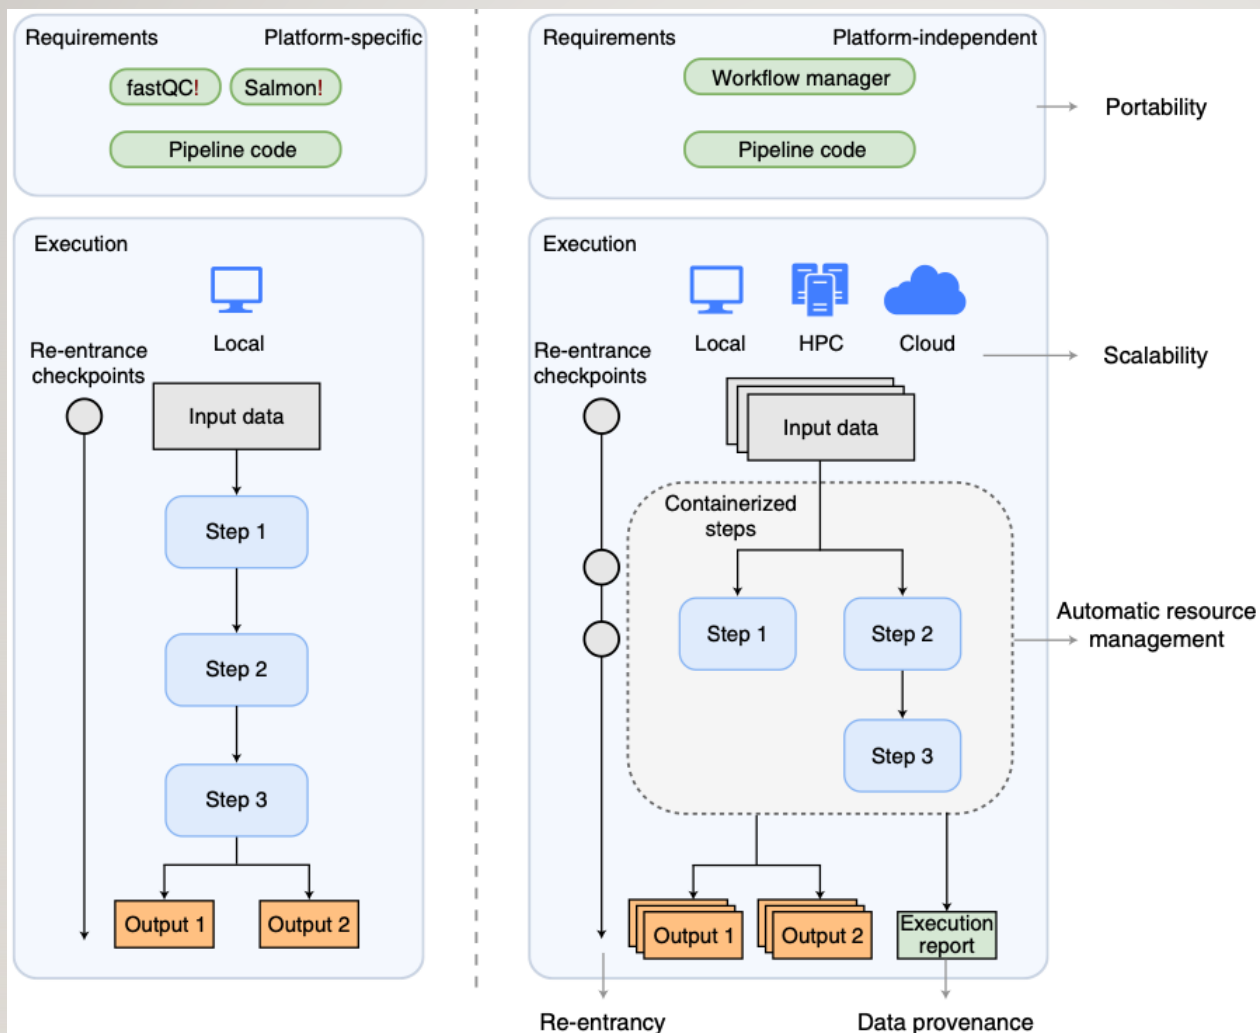 Requirements
Platform-specific
fastQC!
Salmon!
Pipeline code
Execution
Local
Re-entrance
checkpoints
Input data
Step 1
Step 2
Step 3
Output 1
Output 2
Requirements
Platform-independent
Workflow manager
Pipeline code
Portability
Execution
Local
HPC
Cloud
Scalability
Re-entrance
checkpoints
Input data
Containerized
steps
Step 1
Step 2
Step 3
Automatic resource
management
Output 1
Output 2
Execution
report
Re-entrancy
Data provenance